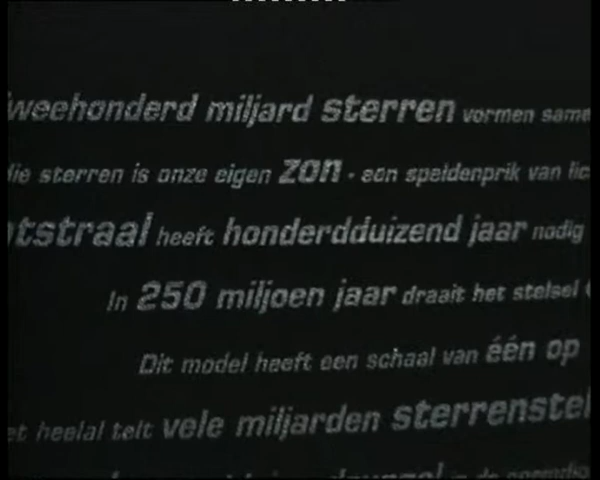 weehonderd miljard sterren vormen same
die sterren is onze eigen zon - een speldenprik van lic
tstraal heeft honderdduizend jaar nodig
In 250 miljoen jaar draait het stelsel
Dit model heeft een schaal van één op
et heelal telt vele miljarden sterrenstel